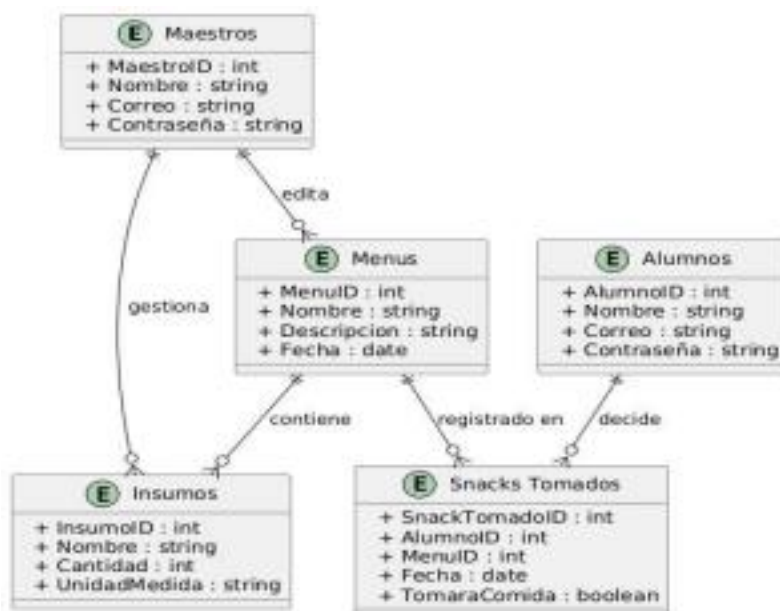 E Maestros
+ MaestroID : int
+ Nombre : string
+ Correo : string
+ Contraseña : string
edita
gestiona
E Menus
+ MenuID : int
+ Nombre : string
+ Descripcion : string
+ Fecha : date
E Alumnos
+ AlumnoID : int
+ Nombre : string
+ Correo : string
+ Contraseña : string
contiene
registrado en
decide
E Insumos
+ InsumoID : int
+ Nombre : string
+ Cantidad : int
+ UnidadMedida : string
E Snacks Tomados
+ SnackTomadoID : int
+ AlumnoID : int
+ MenuID : int
+ Fecha : date
+ TomaraComida : boolean